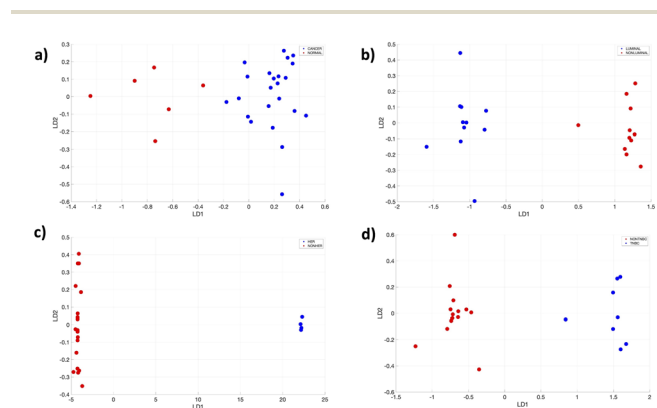 a)
CANCER
NORMAL
0.3
0.2
0.1
0
-0.1
-0.2
-0.3
-0.4
-0.5
-0.6
LD2
-1.4 -1.2 -1 -0.8 -0.6 -0.4 -0.2 0 0.2 0.4 0.6
LD1
b)
LUMINAL
NONLUMINAL
0.5
0.4
0.3
0.2
0.1
0
-0.1
-0.2
-0.3
-0.4
-0.5
LD2
-2 -1.5 -1 -0.5 0 0.5 1 1.5
LD1
c)
HER
NONHER
0.5
0.4
0.3
0.2
0.1
0
-0.1
-0.2
-0.3
-0.4
LD2
-5 0 5 10 15 20 25
LD1
d)
NONTNBC
TNBC
0.6
0.4
0.2
0
-0.2
-0.4
-0.6
LD2
-1.5 -1 -0.5 0 0.5 1 1.5 2
LD1